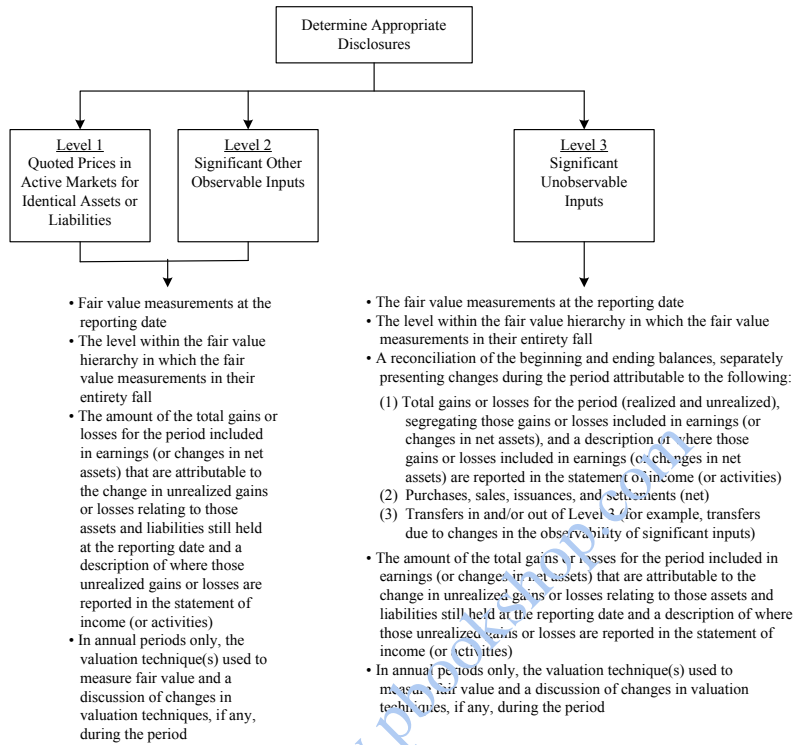 Determine Appropriate
Disclosures
Level 1
Quoted Prices in
Active Markets for
Identical Assets or
Liabilities
Level 2
Significant Other
Observable Inputs
Level 3
Significant
Unobservable
Inputs
• Fair value measurements at the
reporting date
• The level within the fair value
hierarchy in which the fair
value measurements in their
entirety fall
• The amount of the total gains or
losses for the period included
in earnings (or changes in net
assets) that are attributable to
the change in unrealized gains
or losses relating to those
assets and liabilities still held
at the reporting date and a
description of where those
unrealized gains or losses are
reported in the statement of
income (or activities)
• In annual periods only, the
valuation technique(s) used to
measure fair value and a
discussion of changes in
valuation techniques, if any,
during the period
• The fair value measurements at the reporting date
• The level within the fair value hierarchy in which the fair value
measurements in their entirety fall
• A reconciliation of the beginning and ending balances, separately
presenting changes during the period attributable to the following:
(1) Total gains or losses for the period (realized and unrealized),
segregating those gains or losses included in earnings (or
changes in net assets), and a description of where those
gains or losses included in earnings (or changes in net
assets) are reported in the statement of income (or activities)
(2) Purchases, sales, issuances, and settlements (net)
(3) Transfers in and/or out of Level 3 (for example, transfers
due to changes in the observability of significant inputs)
• The amount of the total gains or losses for the period included in
earnings (or changes in net assets) that are attributable to the
change in unrealized gains or losses relating to those assets and
liabilities still held at the reporting date and a description of where
those unrealized gains or losses are reported in the statement of
income (or activities)
• In annual periods only, the valuation technique(s) used to
measure fair value and a discussion of changes in valuation
techniques, if any, during the period
.pbookshop.com